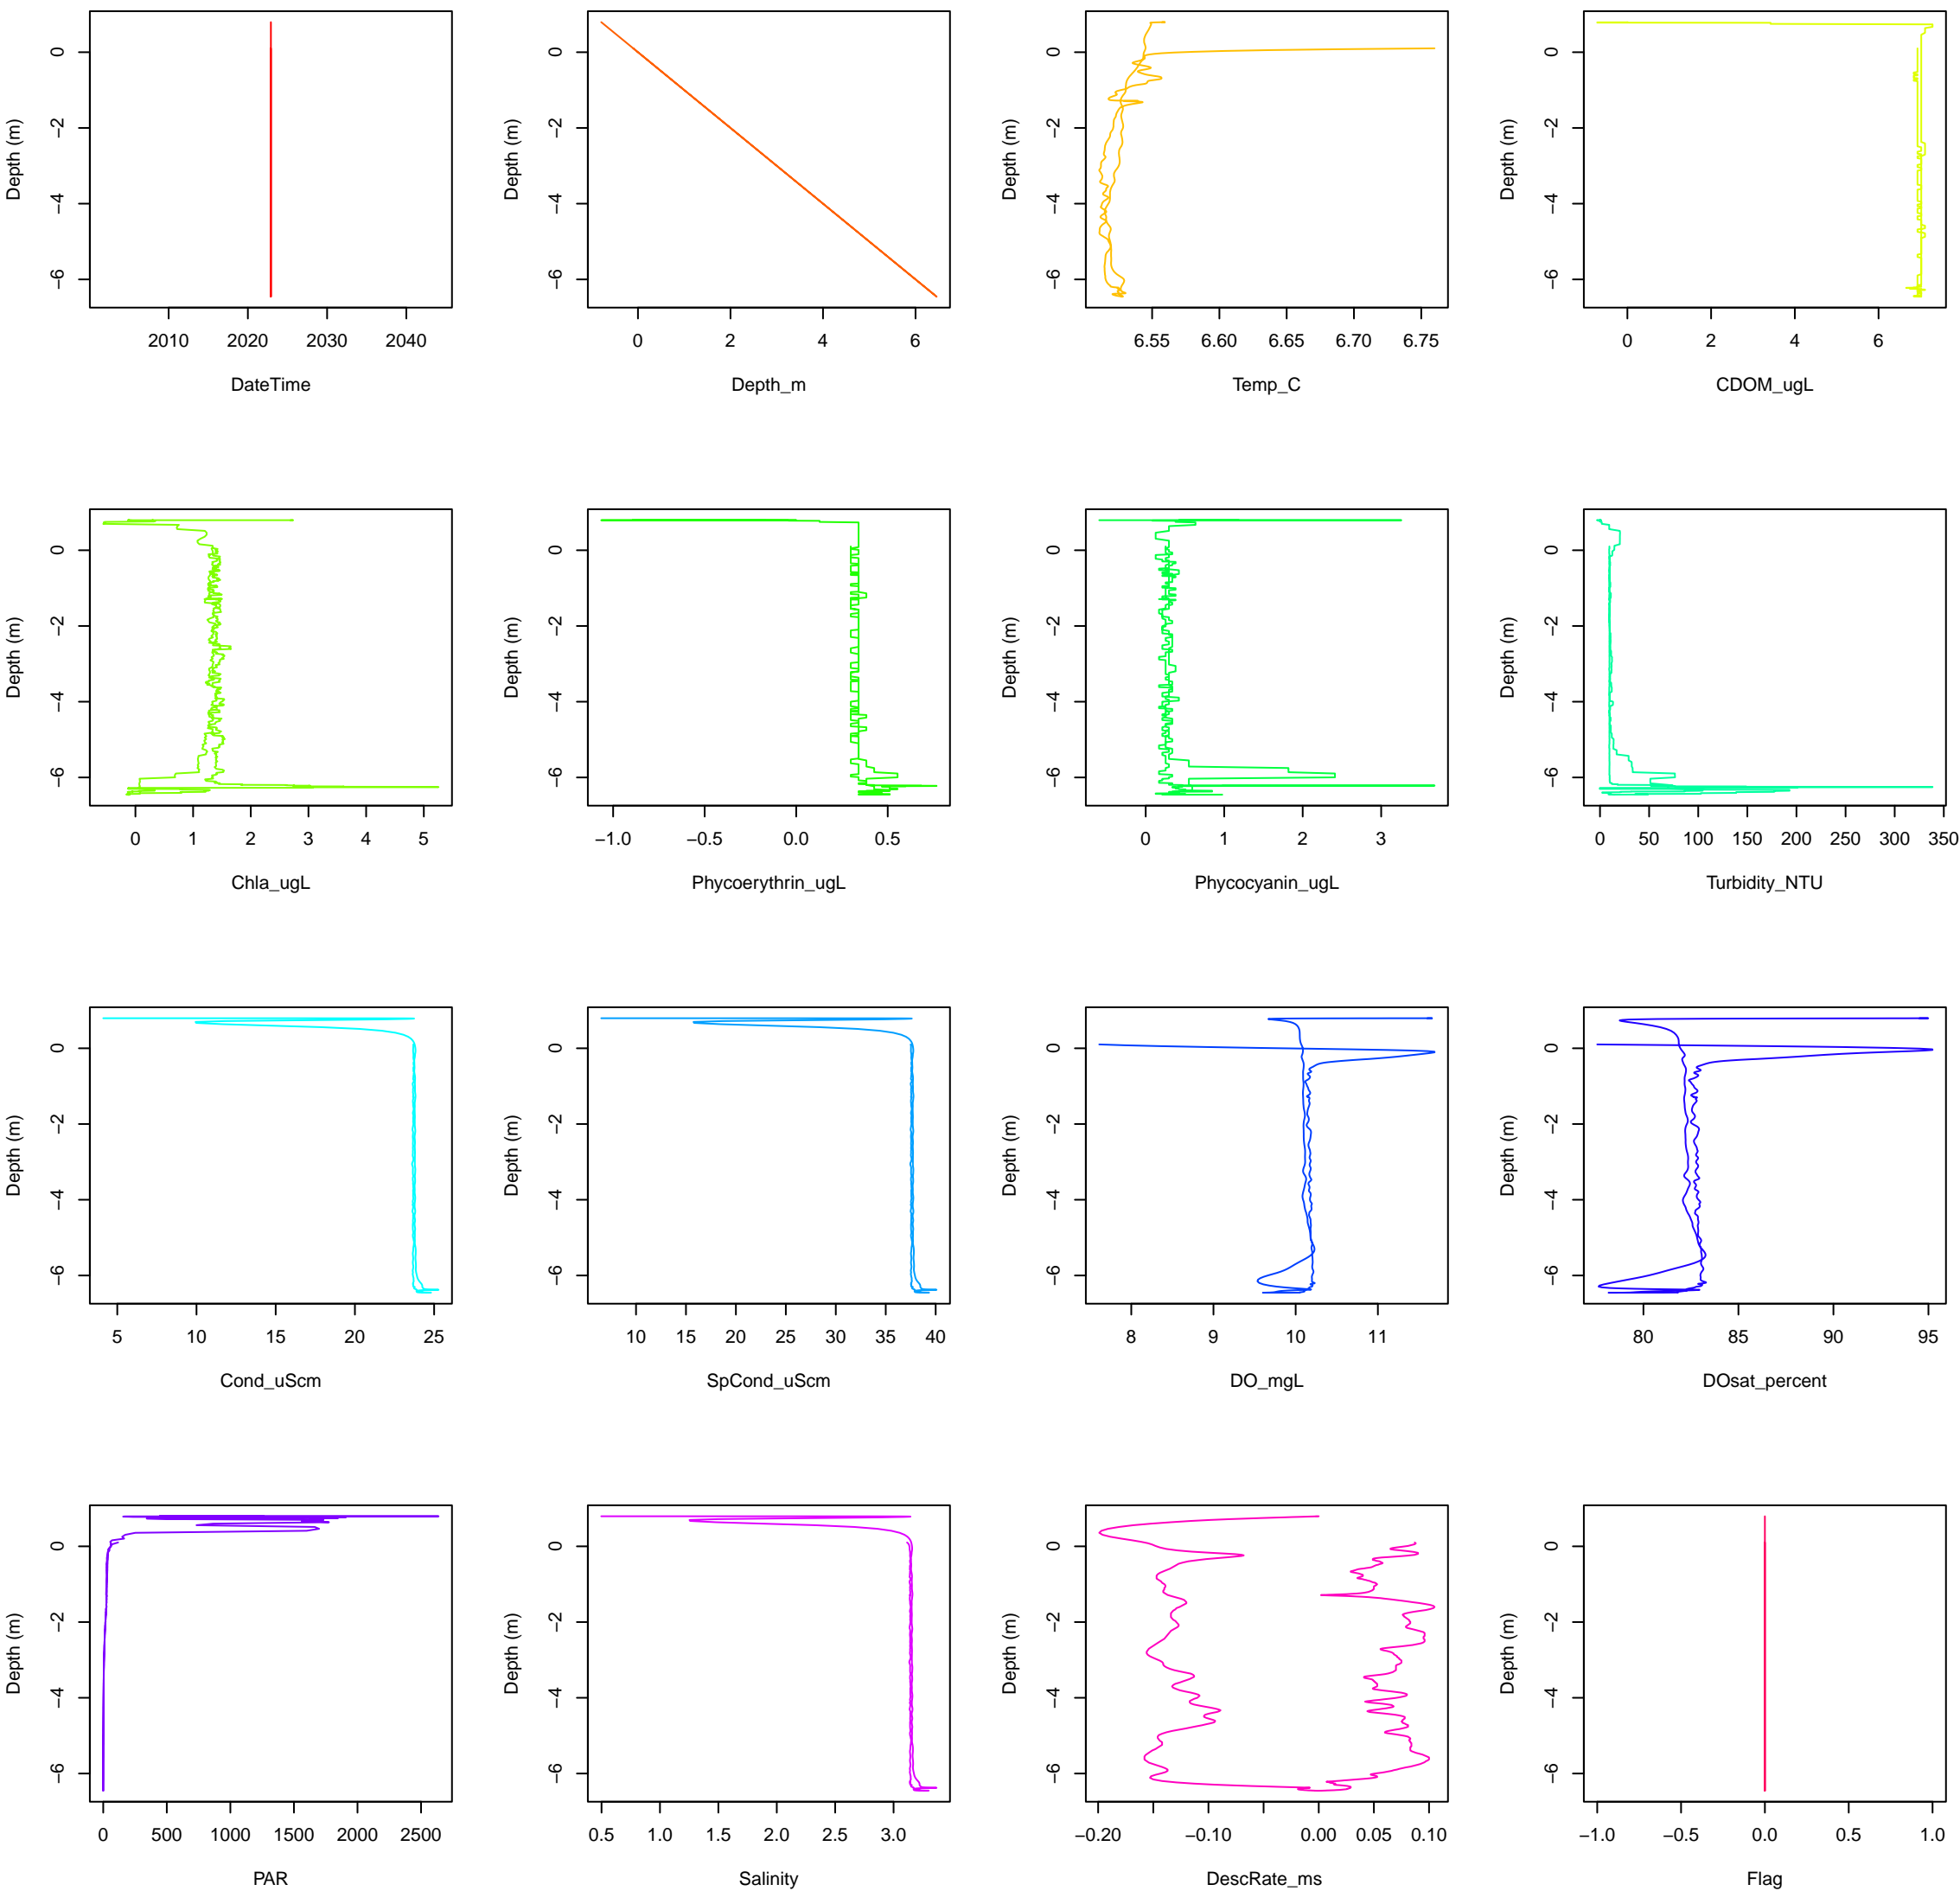 Depth (m) Depth (m) Depth (m) Depth (m)
0 0 0 0
−2 −2 −2 −2
−4 −4 −4 −4
−6 −6 −6 −6
2010 2020 2030 2040 0 2 4 6 6.55 6.60 6.65 6.70 6.75 0 2 4 6
DateTime Depth_m Temp_C CDOM_ugL
Depth (m) Depth (m) Depth (m) Depth (m)
0 0 0 0
−2 −2 −2 −2
−4 −4 −4 −4
−6 −6 −6 −6
0 1 2 3 4 5 −1.0 −0.5 0.0 0.5 0 1 2 3 0 50 100 150 200 250 300 350
Chla_ugL Phycoerythrin_ugL Phycocyanin_ugL Turbidity_NTU
Depth (m) Depth (m) Depth (m) Depth (m)
0 0 0 0
−2 −2 −2 −2
−4 −4 −4 −4
−6 −6 −6 −6
5 10 15 20 25 10 15 20 25 30 35 40 8 9 10 11 80 85 90 95
Cond_uScm SpCond_uScm DO_mgL DOsat_percent
Depth (m) Depth (m) Depth (m) Depth (m)
0 0 0 0
−2 −2 −2 −2
−4 −4 −4 −4
−6 −6 −6 −6
0 500 1000 1500 2000 2500 0.5 1.0 1.5 2.0 2.5 3.0 −0.20 −0.10 0.00 0.05 0.10 −1.0 −0.5 0.0 0.5 1.0
PAR Salinity DescRate_ms Flag